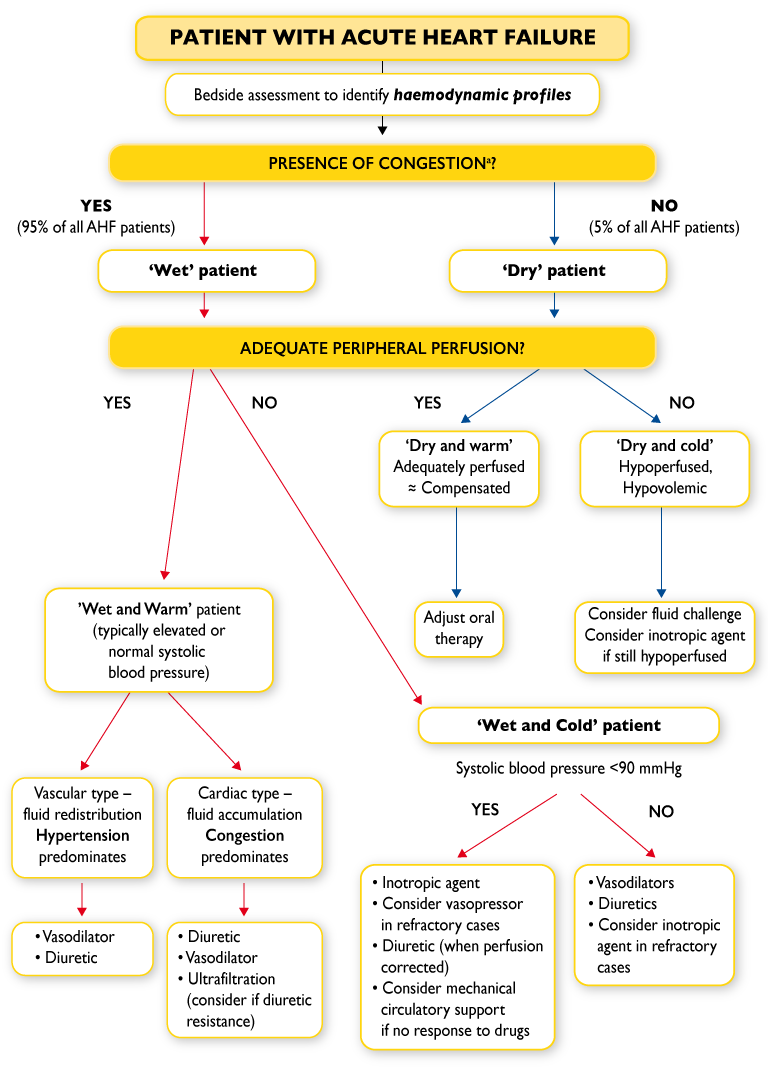 PATIENT WITH ACUTE HEART FAILURE
Bedside assessment to identify haemodynamic profiles
PRESENCE OF CONGESTIONª?
YES
(95% of all AHF patients)
NO
(5% of all AHF patients)
‘Wet’ patient
‘Dry’ patient
ADEQUATE PERIPHERAL PERFUSION?
YES
NO
YES
NO
‘Dry and warm’
Adequately perfused
≈ Compensated
‘Dry and cold’
Hypoperfused,
Hypovolemic
’Wet and Warm’ patient
(typically elevated or
normal systolic
blood pressure)
Adjust oral
therapy
Consider fluid challenge
Consider inotropic agent
if still hypoperfused
‘Wet and Cold’ patient
Systolic blood pressure <90 mmHg
YES
NO
Vascular type –
fluid redistribution
Hypertension
predominates
Cardiac type –
fluid accumulation
Congestion
predominates
• Vasodilator
• Diuretic
• Diuretic
• Vasodilator
• Ultrafiltration
(consider if diuretic
resistance)
• Inotropic agent
• Consider vasopressor
in refractory cases
• Diuretic (when perfusion
corrected)
• Consider mechanical
circulatory support
if no response to drugs
• Vasodilators
• Diuretics
• Consider inotropic
agent in refractory
cases